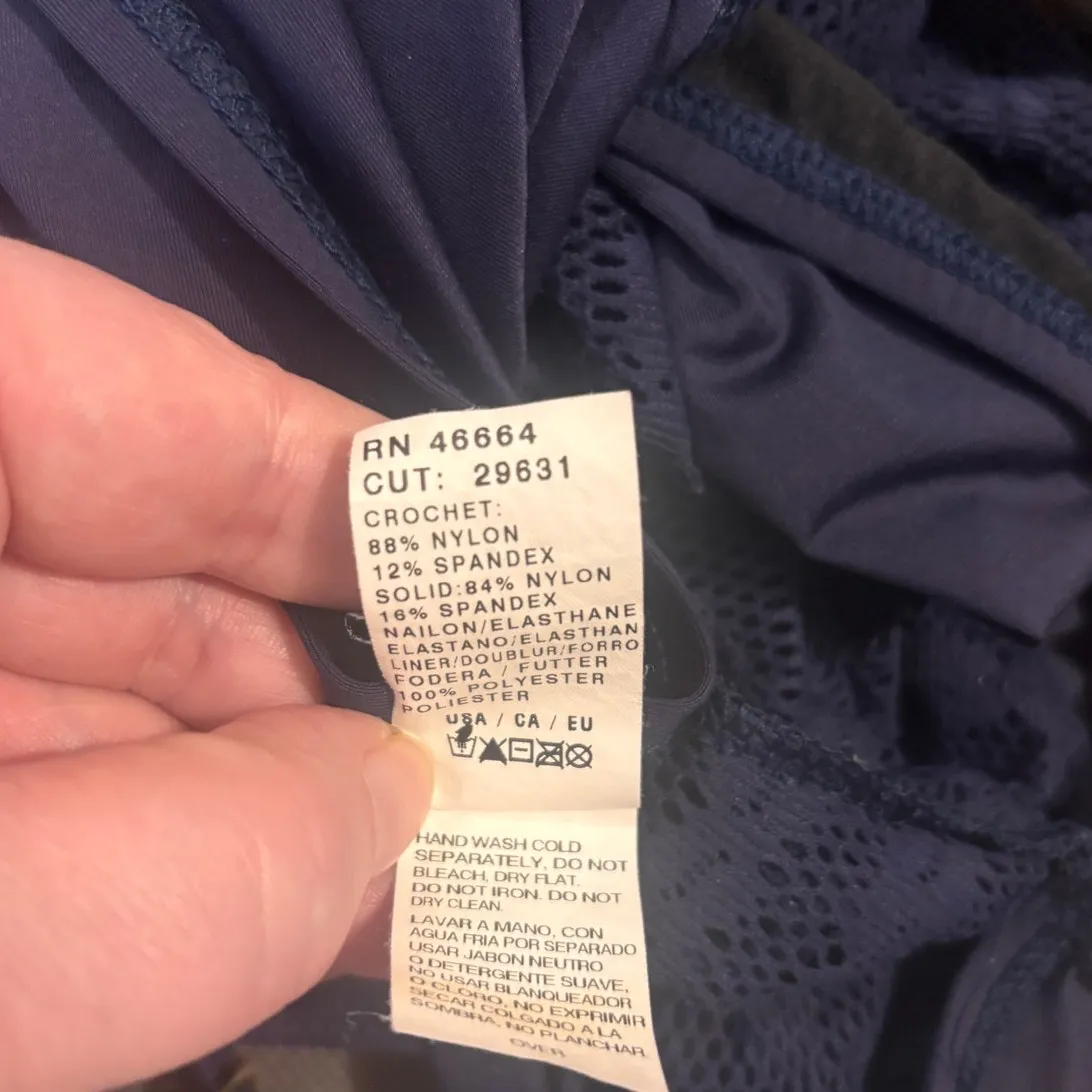 RN 46664
CUT: 29631
CROCHET:
88% NYLON
12% SPANDEX
SOLID:84% NYLON
16% SPANDEX
NAILON/ELASTHANE
ELASTANO/ELASTHAN
LINER/DOUBLUR/FORRO
FODERA / FUTTER
100% POLYESTER
POLIESTER
USA / CA / EU
HAND WASH COLD
SEPARATELY, DO NOT
BLEACH, DRY FLAT.
DO NOT IRON. DO NOT
DRY CLEAN.
LAVAR A MANO, CON
AGUA FRIA POR SEPARADO
USAR JABON NEUTRO
O DETERGENTE SUAVE,
NO USAR BLANQUEADOR
O CLORO, NO EXPRIMIR
SECAR COLGADO A LA
SOMBRA, NO PLANCHAR
OVER